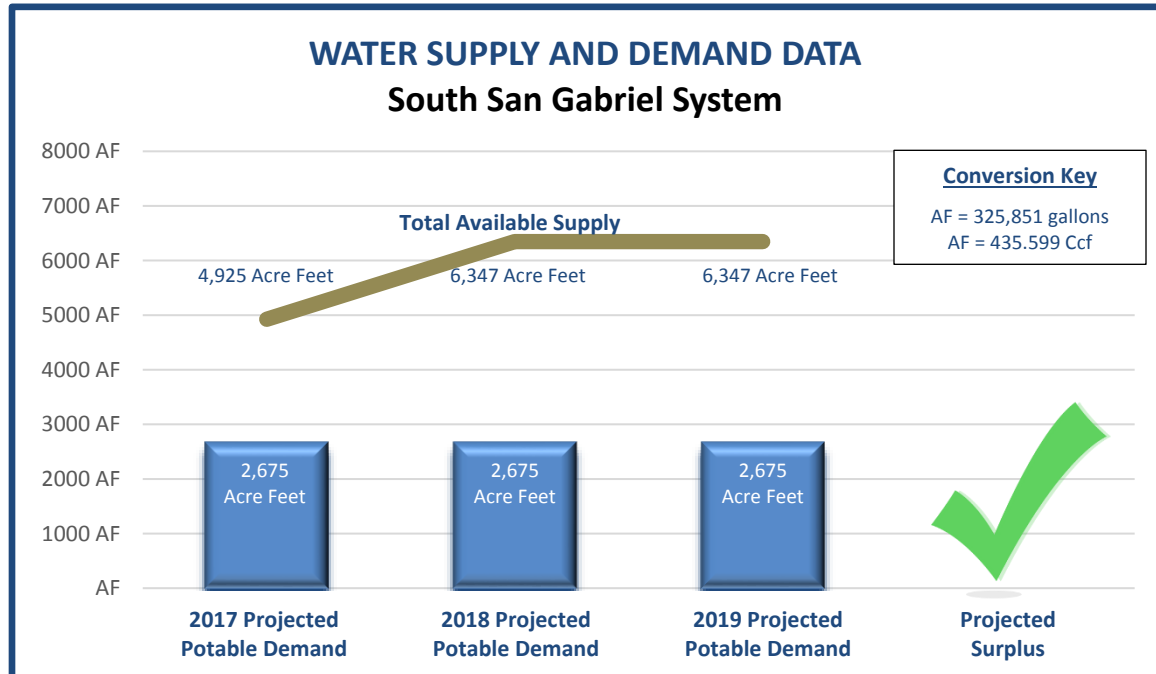 WATER SUPPLY AND DEMAND DATA
South San Gabriel System
8000 AF
7000 AF
6000 AF
5000 AF
4000 AF
3000 AF
2000 AF
1000 AF
AF
Conversion Key
AF = 325,851 gallons
AF = 435.599 Ccf
Total Available Supply
4,925 Acre Feet
6,347 Acre Feet
6,347 Acre Feet
2,675
Acre Feet
2,675
Acre Feet
2,675
Acre Feet
2017 Projected
Potable Demand
2018 Projected
Potable Demand
2019 Projected
Potable Demand
Projected
Surplus